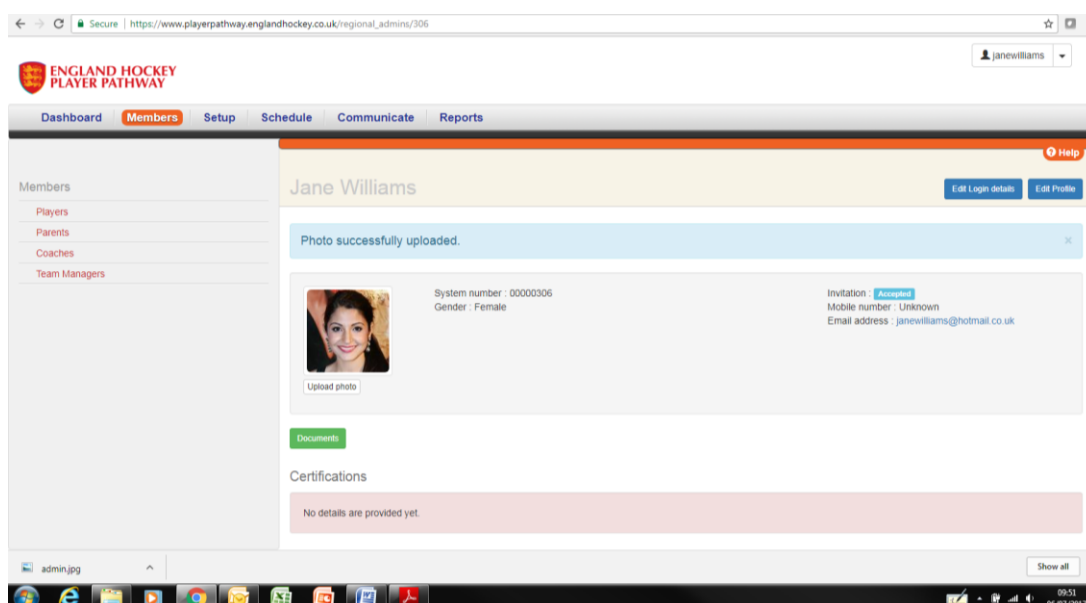 Secure | https://www.playerpathway.englandhockey.co.uk/regional_admins/306
janewilliams
ENGLAND HOCKEY
PLAYER PATHWAY
Dashboard Members Setup Schedule Communicate Reports
Help
Members
Jane Williams
Edit Login details Edit Profile
Players
Parents
Coaches
Team Managers
Photo successfully uploaded. ×
System number : 00000306
Gender : Female
Invitation : Accepted
Mobile number : Unknown
Email address : janewilliams@hotmail.co.uk
Upload photo
Documents
Certifications
No details are provided yet.
admin.jpg
Show all
09:51